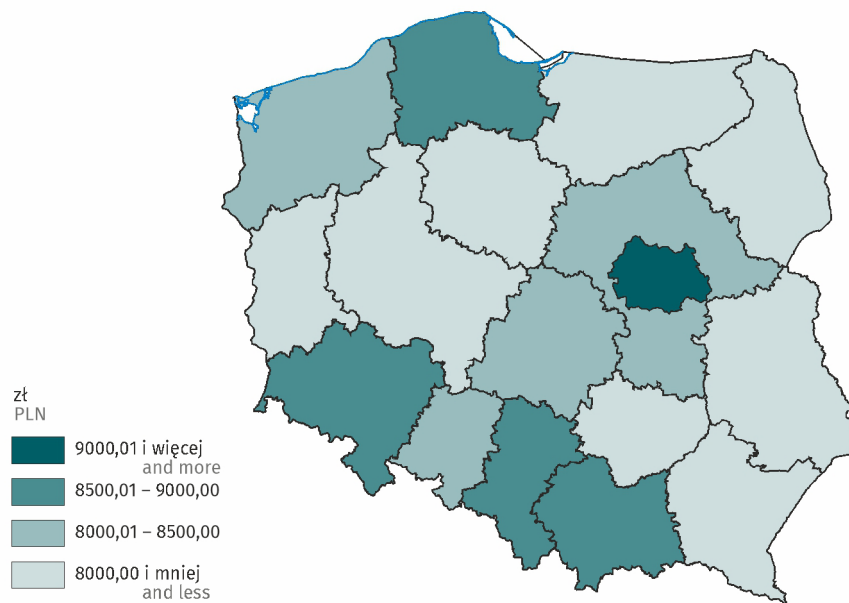 zł
PLN
9000,01 i więcej
and more
8500,01 – 9000,00
8000,01 – 8500,00
8000,00 i mniej
and less